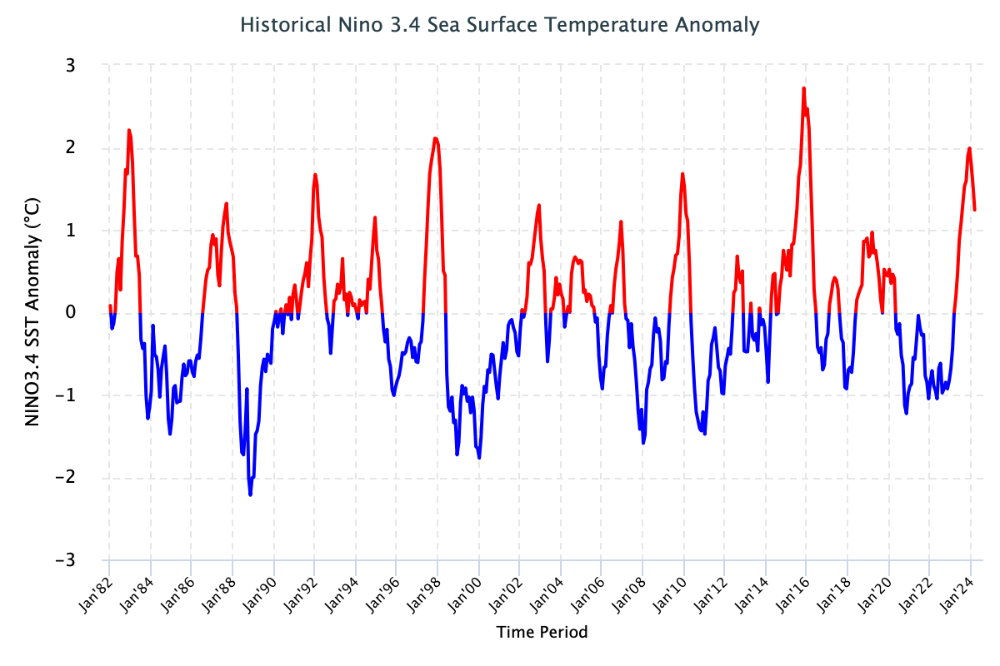 Historical Nino 3.4 Sea Surface Temperature Anomaly
NINO3.4 SST Anomaly (°C)
3
2
1
0
−1
−2
−3
Jan'82
Jan'84
Jan'86
Jan'88
Jan'90
Jan'92
Jan'94
Jan'96
Jan'98
Jan'00
Jan'02
Jan'04
Jan'06
Jan'08
Jan'10
Jan'12
Jan'14
Jan'16
Jan'18
Jan'20
Jan'22
Jan'24
Time Period